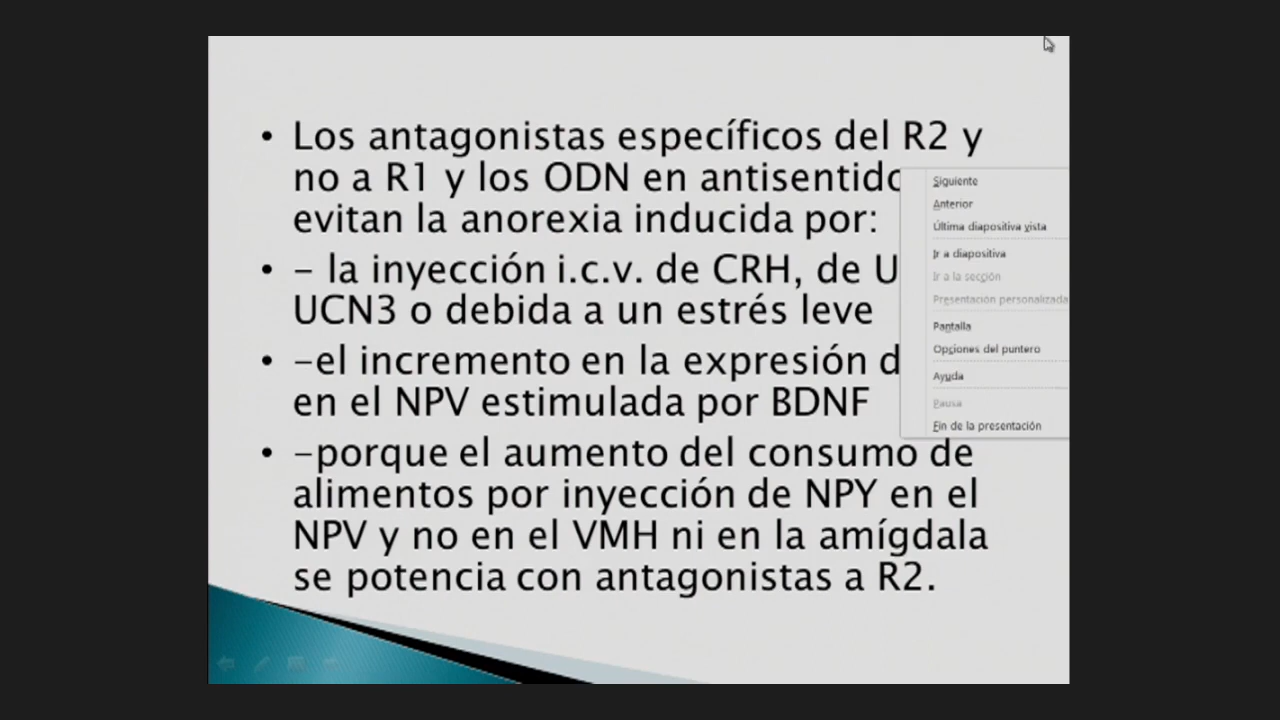 • Los antagonistas específicos del R2 y
no a R1 y los ODN en antisentido
evitan la anorexia inducida por:
• – la inyección i.c.v. de CRH, de
UCN3 o debida a un estrés leve
• –el incremento en la expresión
en el NPV estimulada por BDNF
• –porque el aumento del consumo de
alimentos por inyección de NPY en el
NPV y no en el VMH ni en la amígdala
se potencia con antagonistas a R2.
Siguiente
Anterior
Última diapositiva vista
Ir a diapositiva
Ir a la sección
Presentación personalizada
Pantalla
Opciones del puntero
Ayuda
Pausa
Fin de la presentación